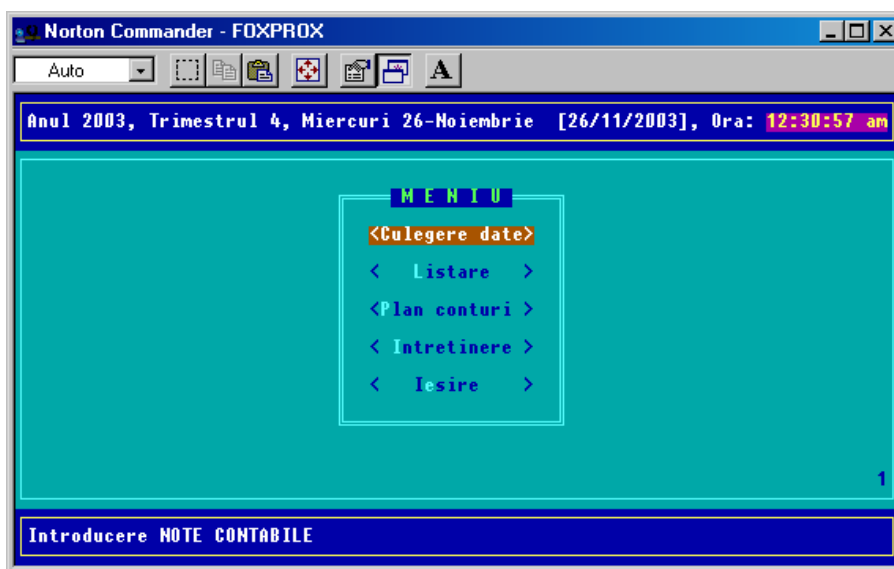 Norton Commander - FOXPROX
Auto
A
Anul 2003, Trimestrul 4, Miercuri 26-Noiembrie [26/11/2003], Ora: 12:30:57 am
M E N I U
<Culegere date>
< Listare >
<Plan conturi >
< Intretinere >
< Iesire >
1
Introducere NOTE CONTABILE